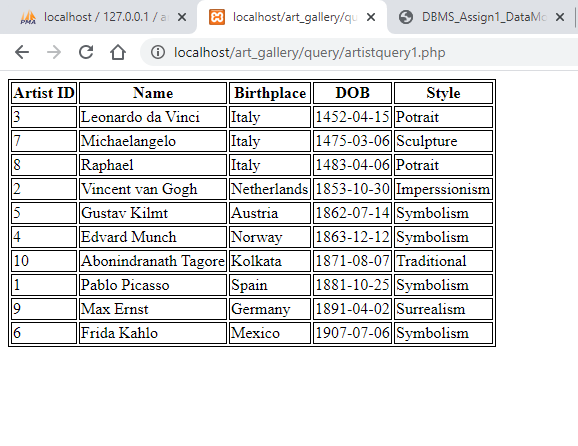 localhost / 127.0.0.1 / a
localhost/art_gallery/qu
DBMS_Assign1_DataMo
localhost/art_gallery/query/artistquery1.php
Artist ID Name Birthplace DOB Style
3 Leonardo da Vinci Italy 1452-04-15 Potrait
7 Michaelangelo Italy 1475-03-06 Sculpture
8 Raphael Italy 1483-04-06 Potrait
2 Vincent van Gogh Netherlands 1853-10-30 Imperssionism
5 Gustav Kilmt Austria 1862-07-14 Symbolism
4 Edvard Munch Norway 1863-12-12 Symbolism
10 Abonindranath Tagore Kolkata 1871-08-07 Traditional
1 Pablo Picasso Spain 1881-10-25 Symbolism
9 Max Ernst Germany 1891-04-02 Surrealism
6 Frida Kahlo Mexico 1907-07-06 Symbolism